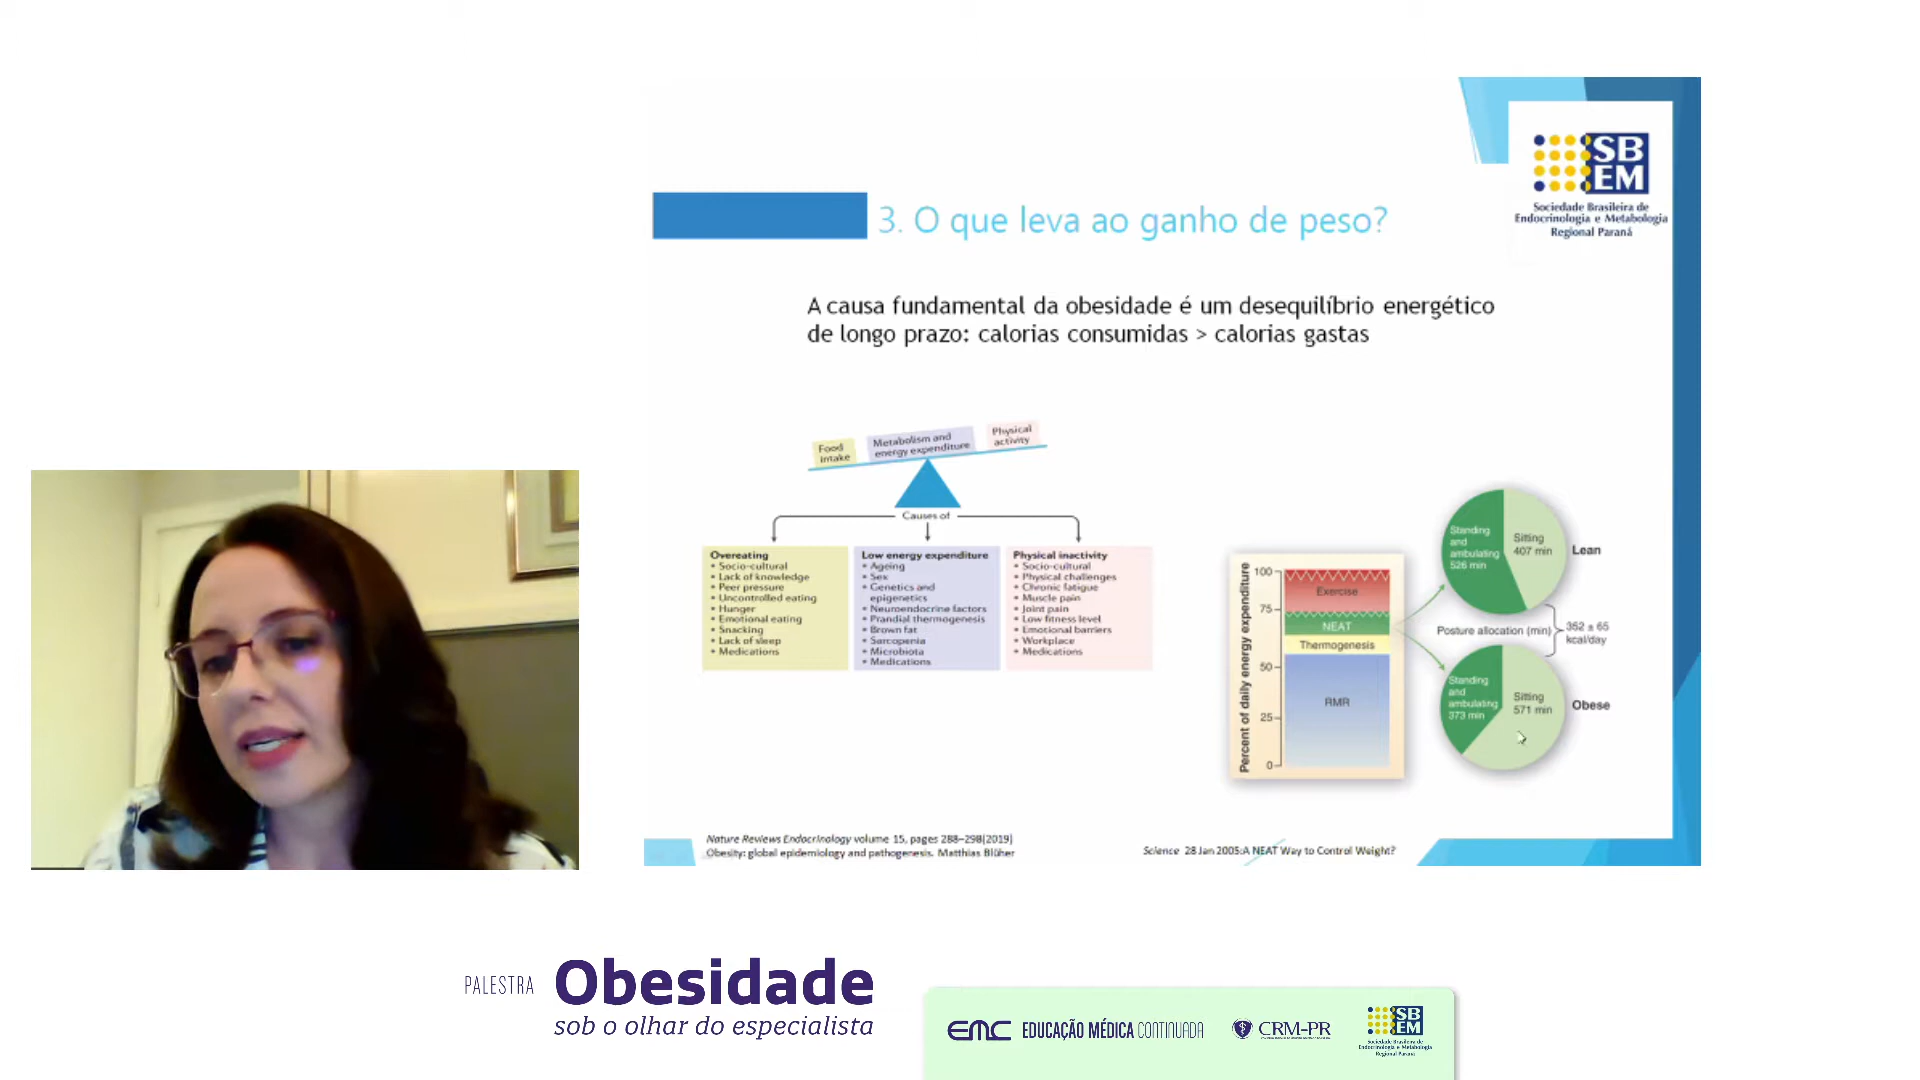 SB
EM
Sociedade Brasileira de
Endocrinologia e Metabologia
Regional Paraná
3. O que leva ao ganho de peso?
A causa fundamental da obesidade é um desequilíbrio energético
de longo prazo: calorias consumidas > calorias gastas
Food
intake
Metabolism and
energy expenditure
Physical
activity
Causes of
Overeating
• Socio-cultural
• Lack of knowledge
• Peer pressure
• Uncontrolled eating
• Hunger
• Emotional eating
• Snacking
• Lack of sleep
• Medications
Low energy expenditure
• Ageing
• Sex
• Genetics and
epigenetics
• Neuroendocrine factors
• Prandial thermogenesis
• Brown fat
• Sarcopenia
• Microbiota
• Medications
Physical inactivity
• Socio-cultural
• Physical challenges
• Chronic fatigue
• Muscle pain
• Joint pain
• Low fitness level
• Emotional barriers
• Workplace
• Medications
Percent of daily energy expenditure
100
75
50
25
0
Exercise
NEAT
Thermogenesis
RMR
Standing
and
ambulating
526 min
Sitting
407 min
Lean
Posture allocation (min)
352 ± 65
kcal/day
Standing
and
ambulating
373 min
Sitting
571 min
Obese
Nature Reviews Endocrinology volume 15, pages 288–298(2019)
Obesity: global epidemiology and pathogenesis. Matthias Blüher
Science 28 Jan 2005:A NEAT Way to Control Weight?
PALESTRA
Obesidade
sob o olhar do especialista
EMC EDUCAÇÃO MÉDICA CONTINUADA
CRM-PR
SB
EM
Sociedade Brasileira de
Endocrinologia e Metabologia
Regional Paraná